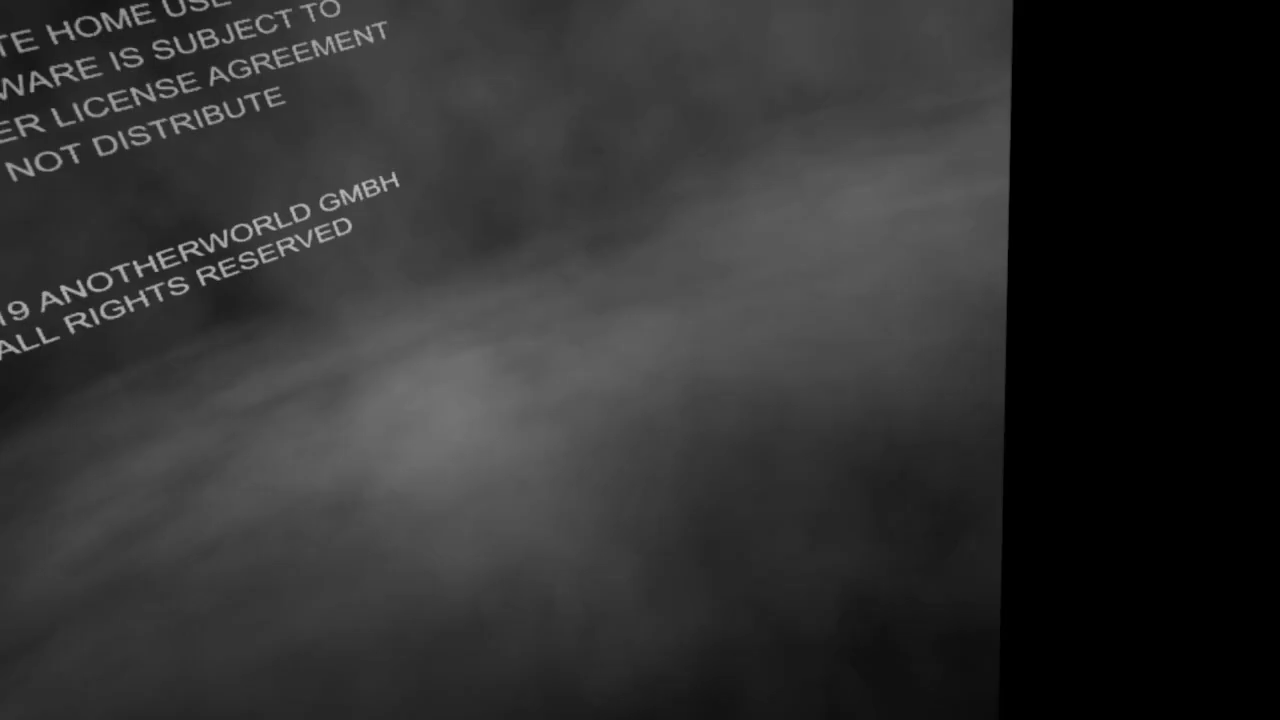 TE HOME USE
WARE IS SUBJECT TO
ER LICENSE AGREEMENT
NOT DISTRIBUTE
19 ANOTHERWORLD GMBH
ALL RIGHTS RESERVED